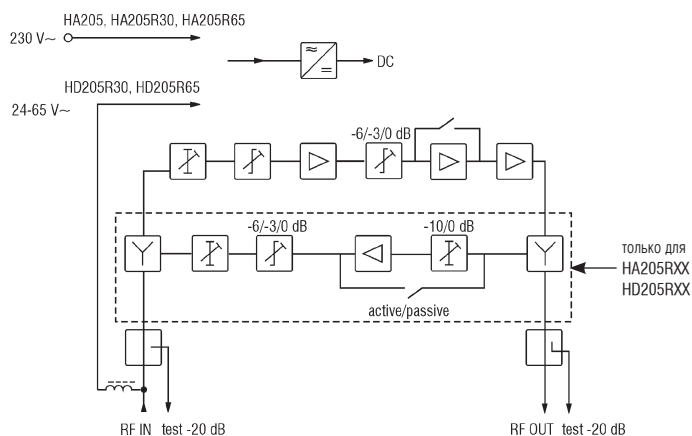 HA205, HA205R30, HA205R65
230 V~
DC
HD205R30, HD205R65
24-65 V~
-6/-3/0 dB
-6/-3/0 dB
-10/0 dB
только для
HA205RXX
HD205RXX
active/passive
RF IN test -20 dB
RF OUT test -20 dB